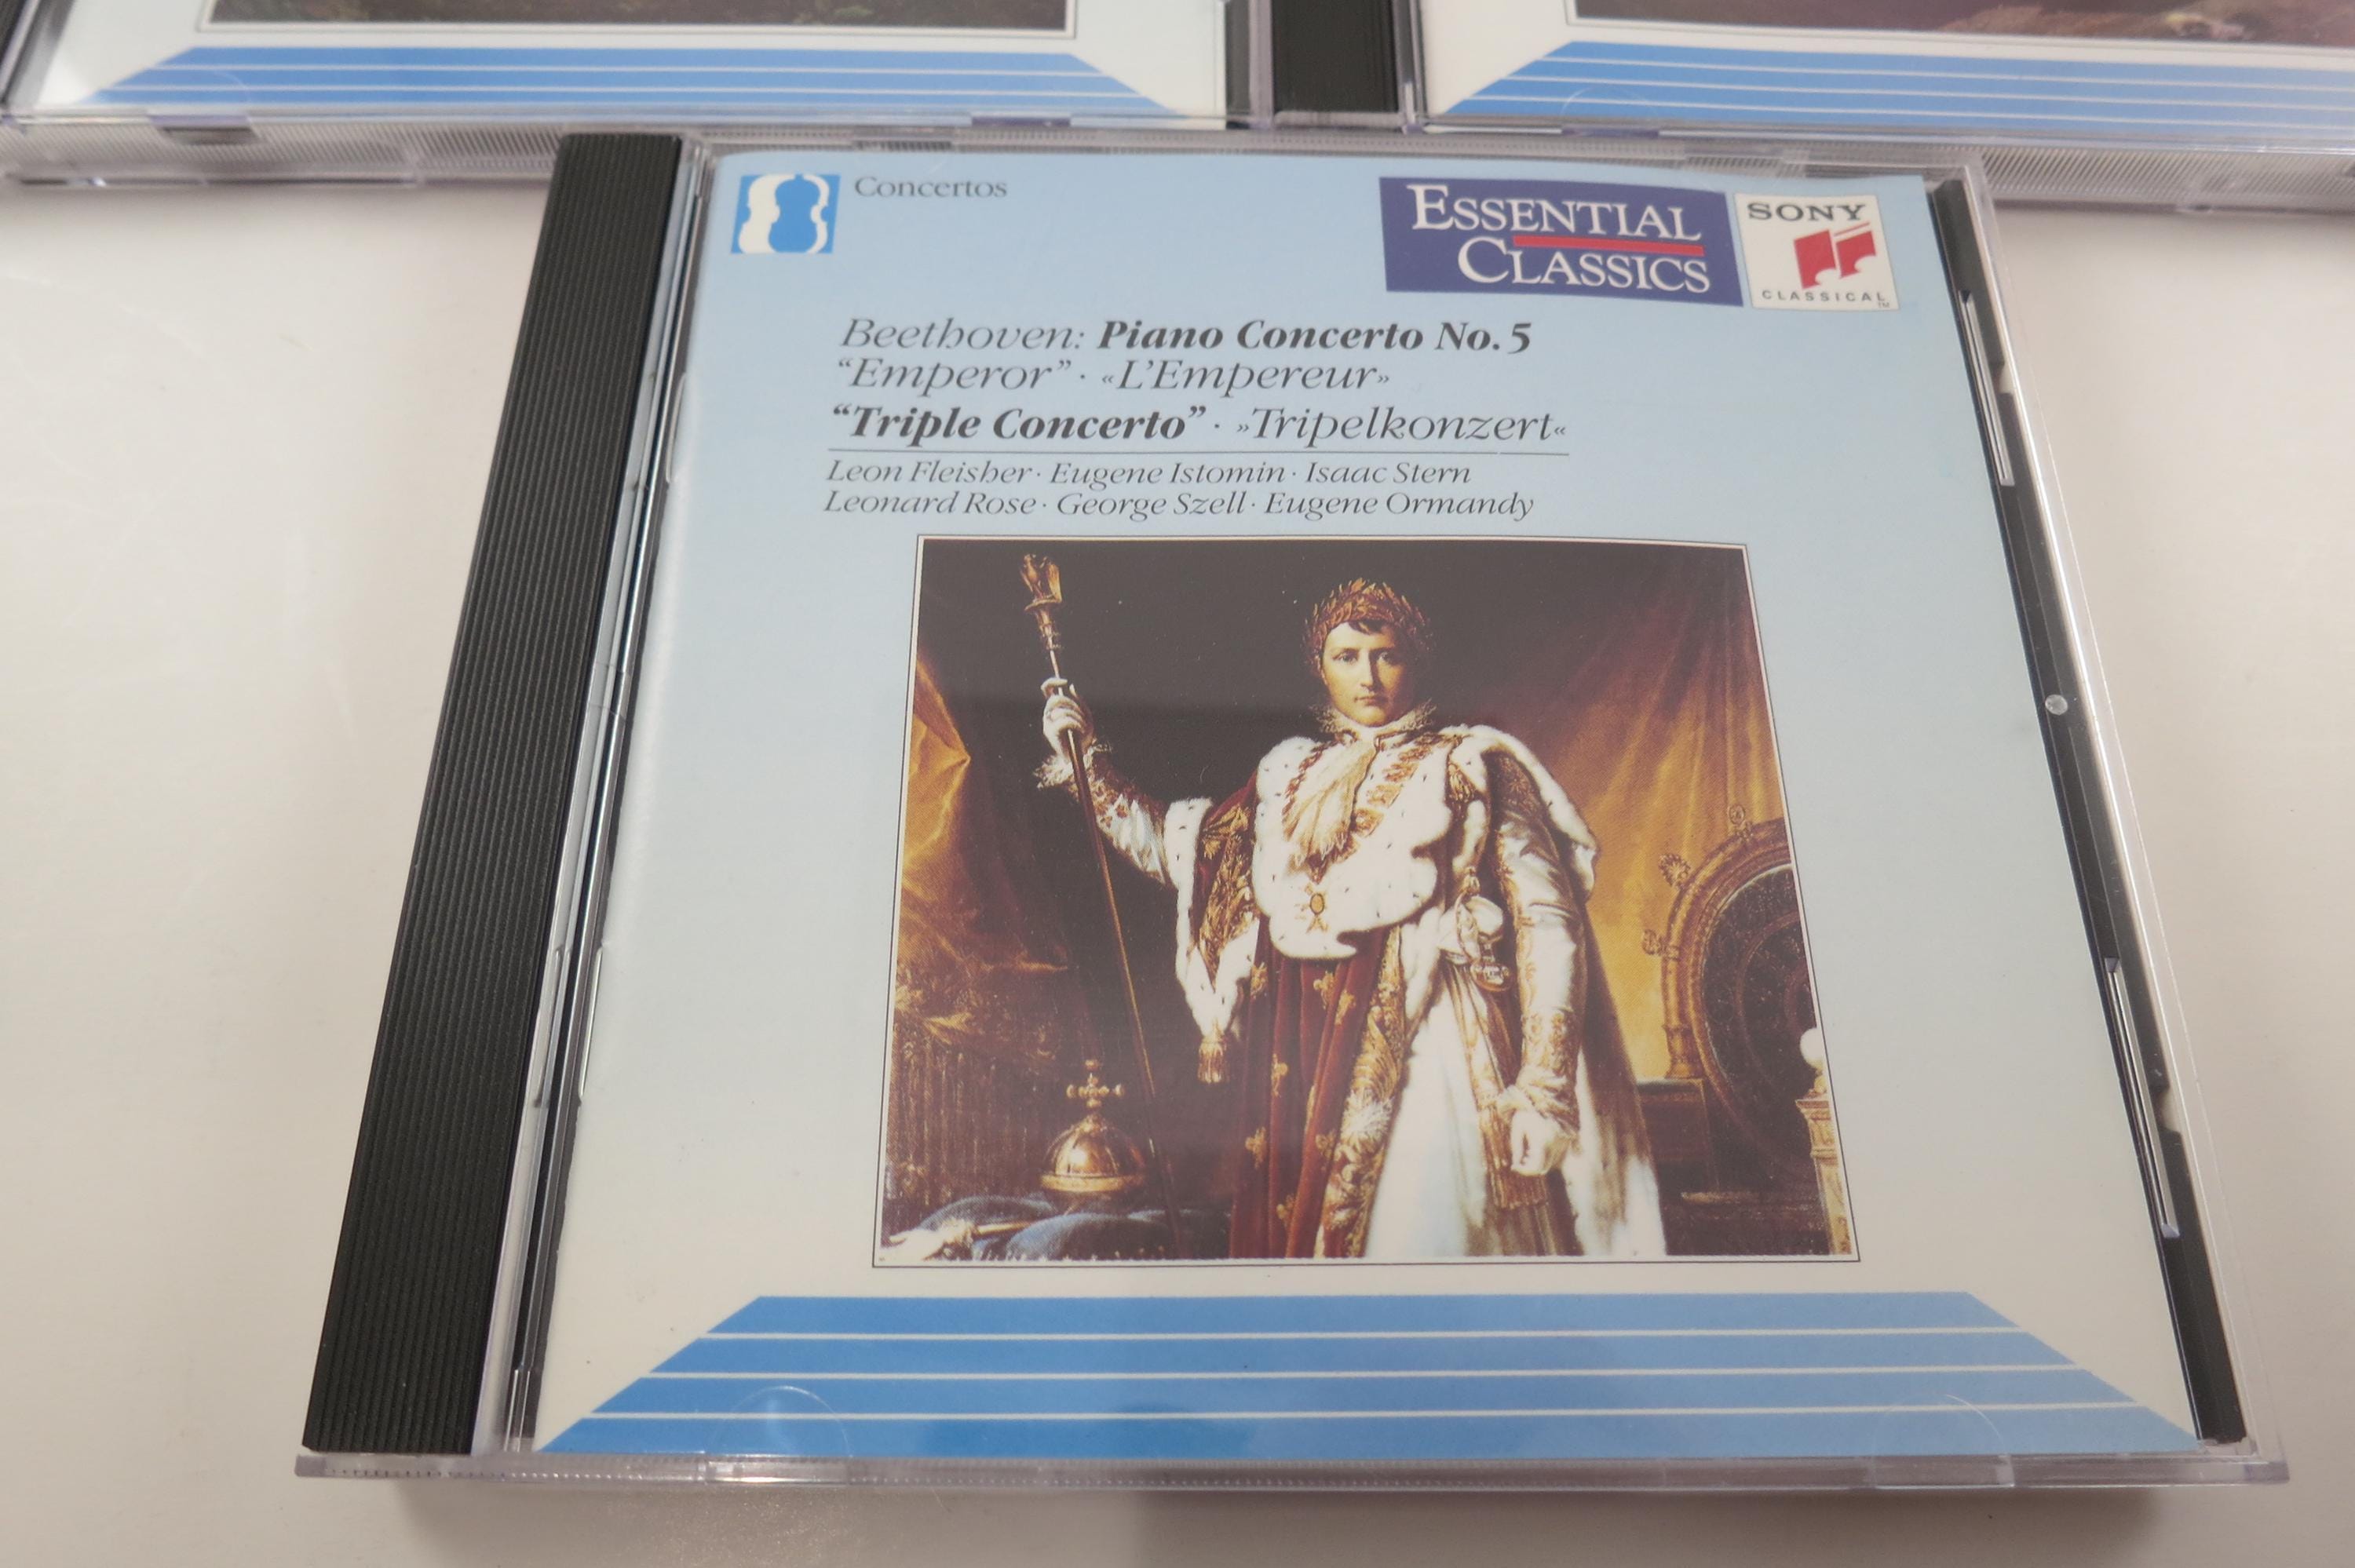 Concertos
ESSENTIAL
CLASSICS
SONY
CLASSICAL™
Beethoven: Piano Concerto No. 5
“Emperor” · «L’Empereur»
“Triple Concerto” · »Tripelkonzert«
Leon Fleisher · Eugene Istomin · Isaac Stern
Leonard Rose · George Szell · Eugene Ormandy